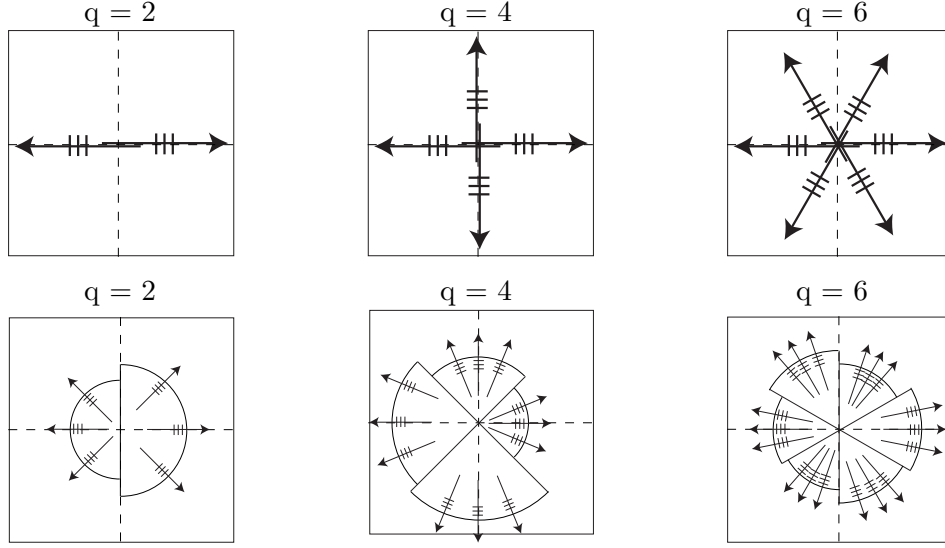 q = 2 q = 4 q = 6
q = 2 q = 4 q = 6